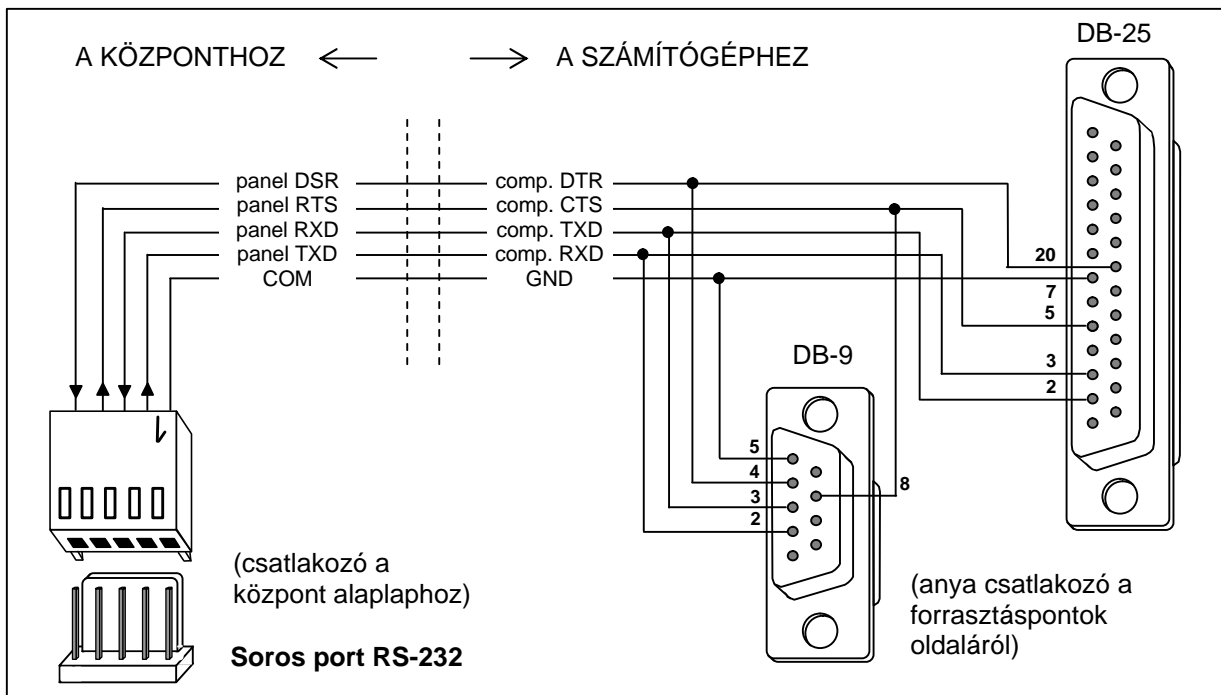 DB-25
A KÖZPONTHOZ
A SZÁMÍTÓGÉPHEZ
panel DSR comp. DTR
panel RTS comp. CTS
panel RXD comp. TXD
panel TXD comp. RXD
COM GND
20
7
5
3
2
DB-9
5
4
3
2
8
(csatlakozó a
központ alaplaphoz)
Soros port RS-232
(anya csatlakozó a
forrasztáspontok
oldaláról)